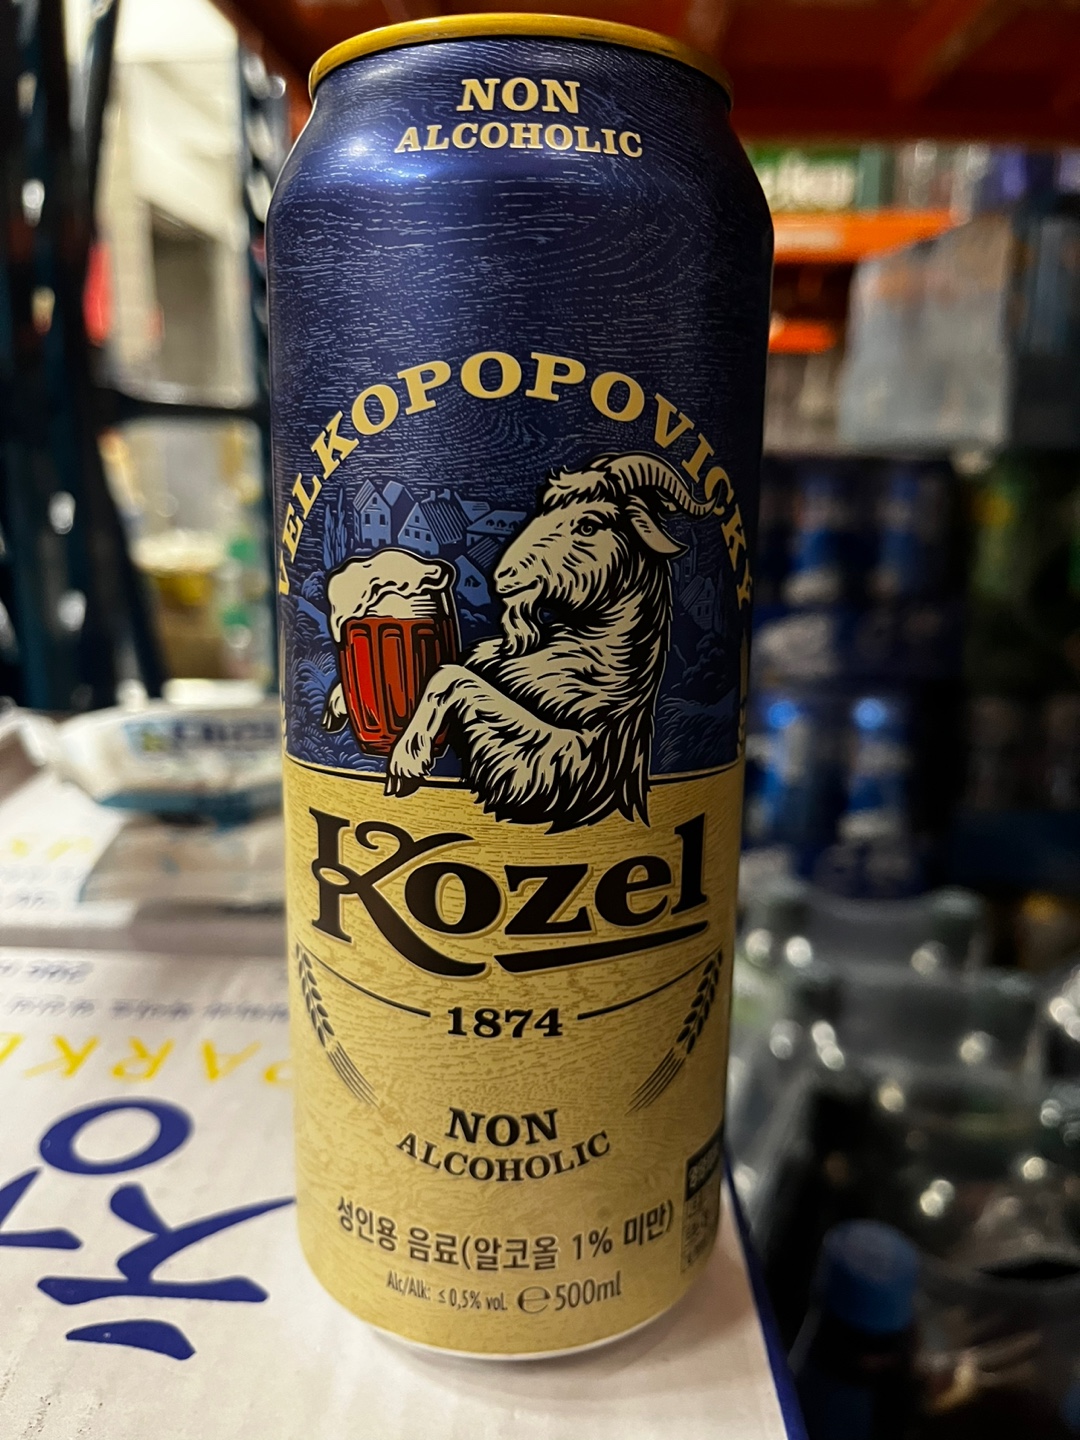 NON
ALCOHOLIC
VELKOPOPOVICKÝ
Kozel
1874
NON
ALCOHOLIC
성인용 음료(알코올 1% 미만)
Alc/Alk: ≤ 0,5% vol. ℮ 500ml